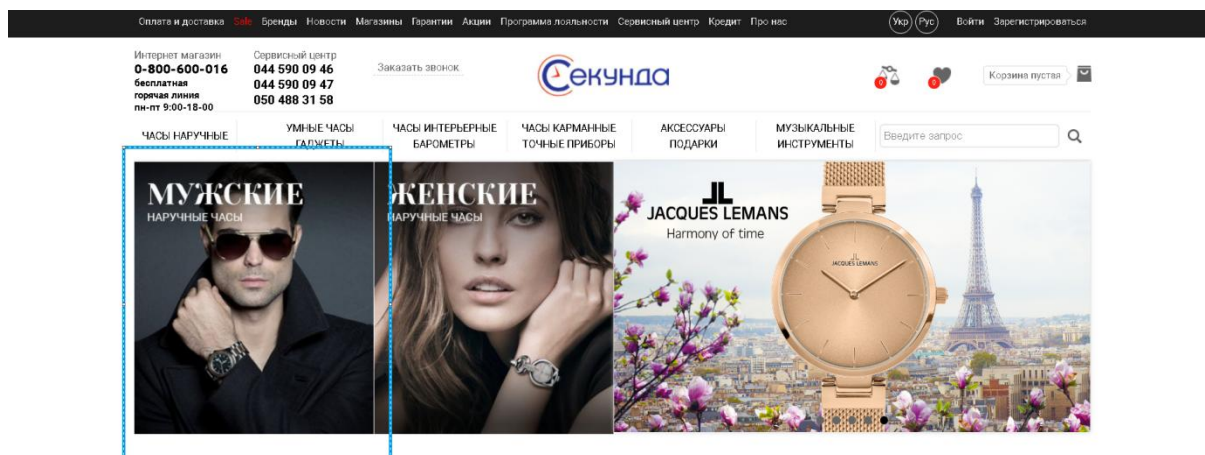 Оплата и доставка Sale Бренды Новости Магазины Гарантии Акции Программа лояльности Сервисный центр Кредит Про нас Укр Рус Войти Зарегистрироваться
Интернет магазин
0-800-600-016
бесплатная
горячая линия
пн-пт 9:00-18-00
Сервисный центр
044 590 09 46
044 590 09 47
050 488 31 58
Заказать звонок
Секунда
0
0
Корзина пустая
ЧАСЫ НАРУЧНЫЕ
УМНЫЕ ЧАСЫ
ГАДЖЕТЫ
ЧАСЫ ИНТЕРЬЕРНЫЕ
БАРОМЕТРЫ
ЧАСЫ КАРМАННЫЕ
ТОЧНЫЕ ПРИБОРЫ
АКСЕССУАРЫ
ПОДАРКИ
МУЗЫКАЛЬНЫЕ
ИНСТРУМЕНТЫ
Введите запрос
МУЖСКИЕ
НАРУЧНЫЕ ЧАСЫ
ЖЕНСКИЕ
НАРУЧНЫЕ ЧАСЫ
JL
JACQUES LEMANS
Harmony of time
JACQUES LEMANS